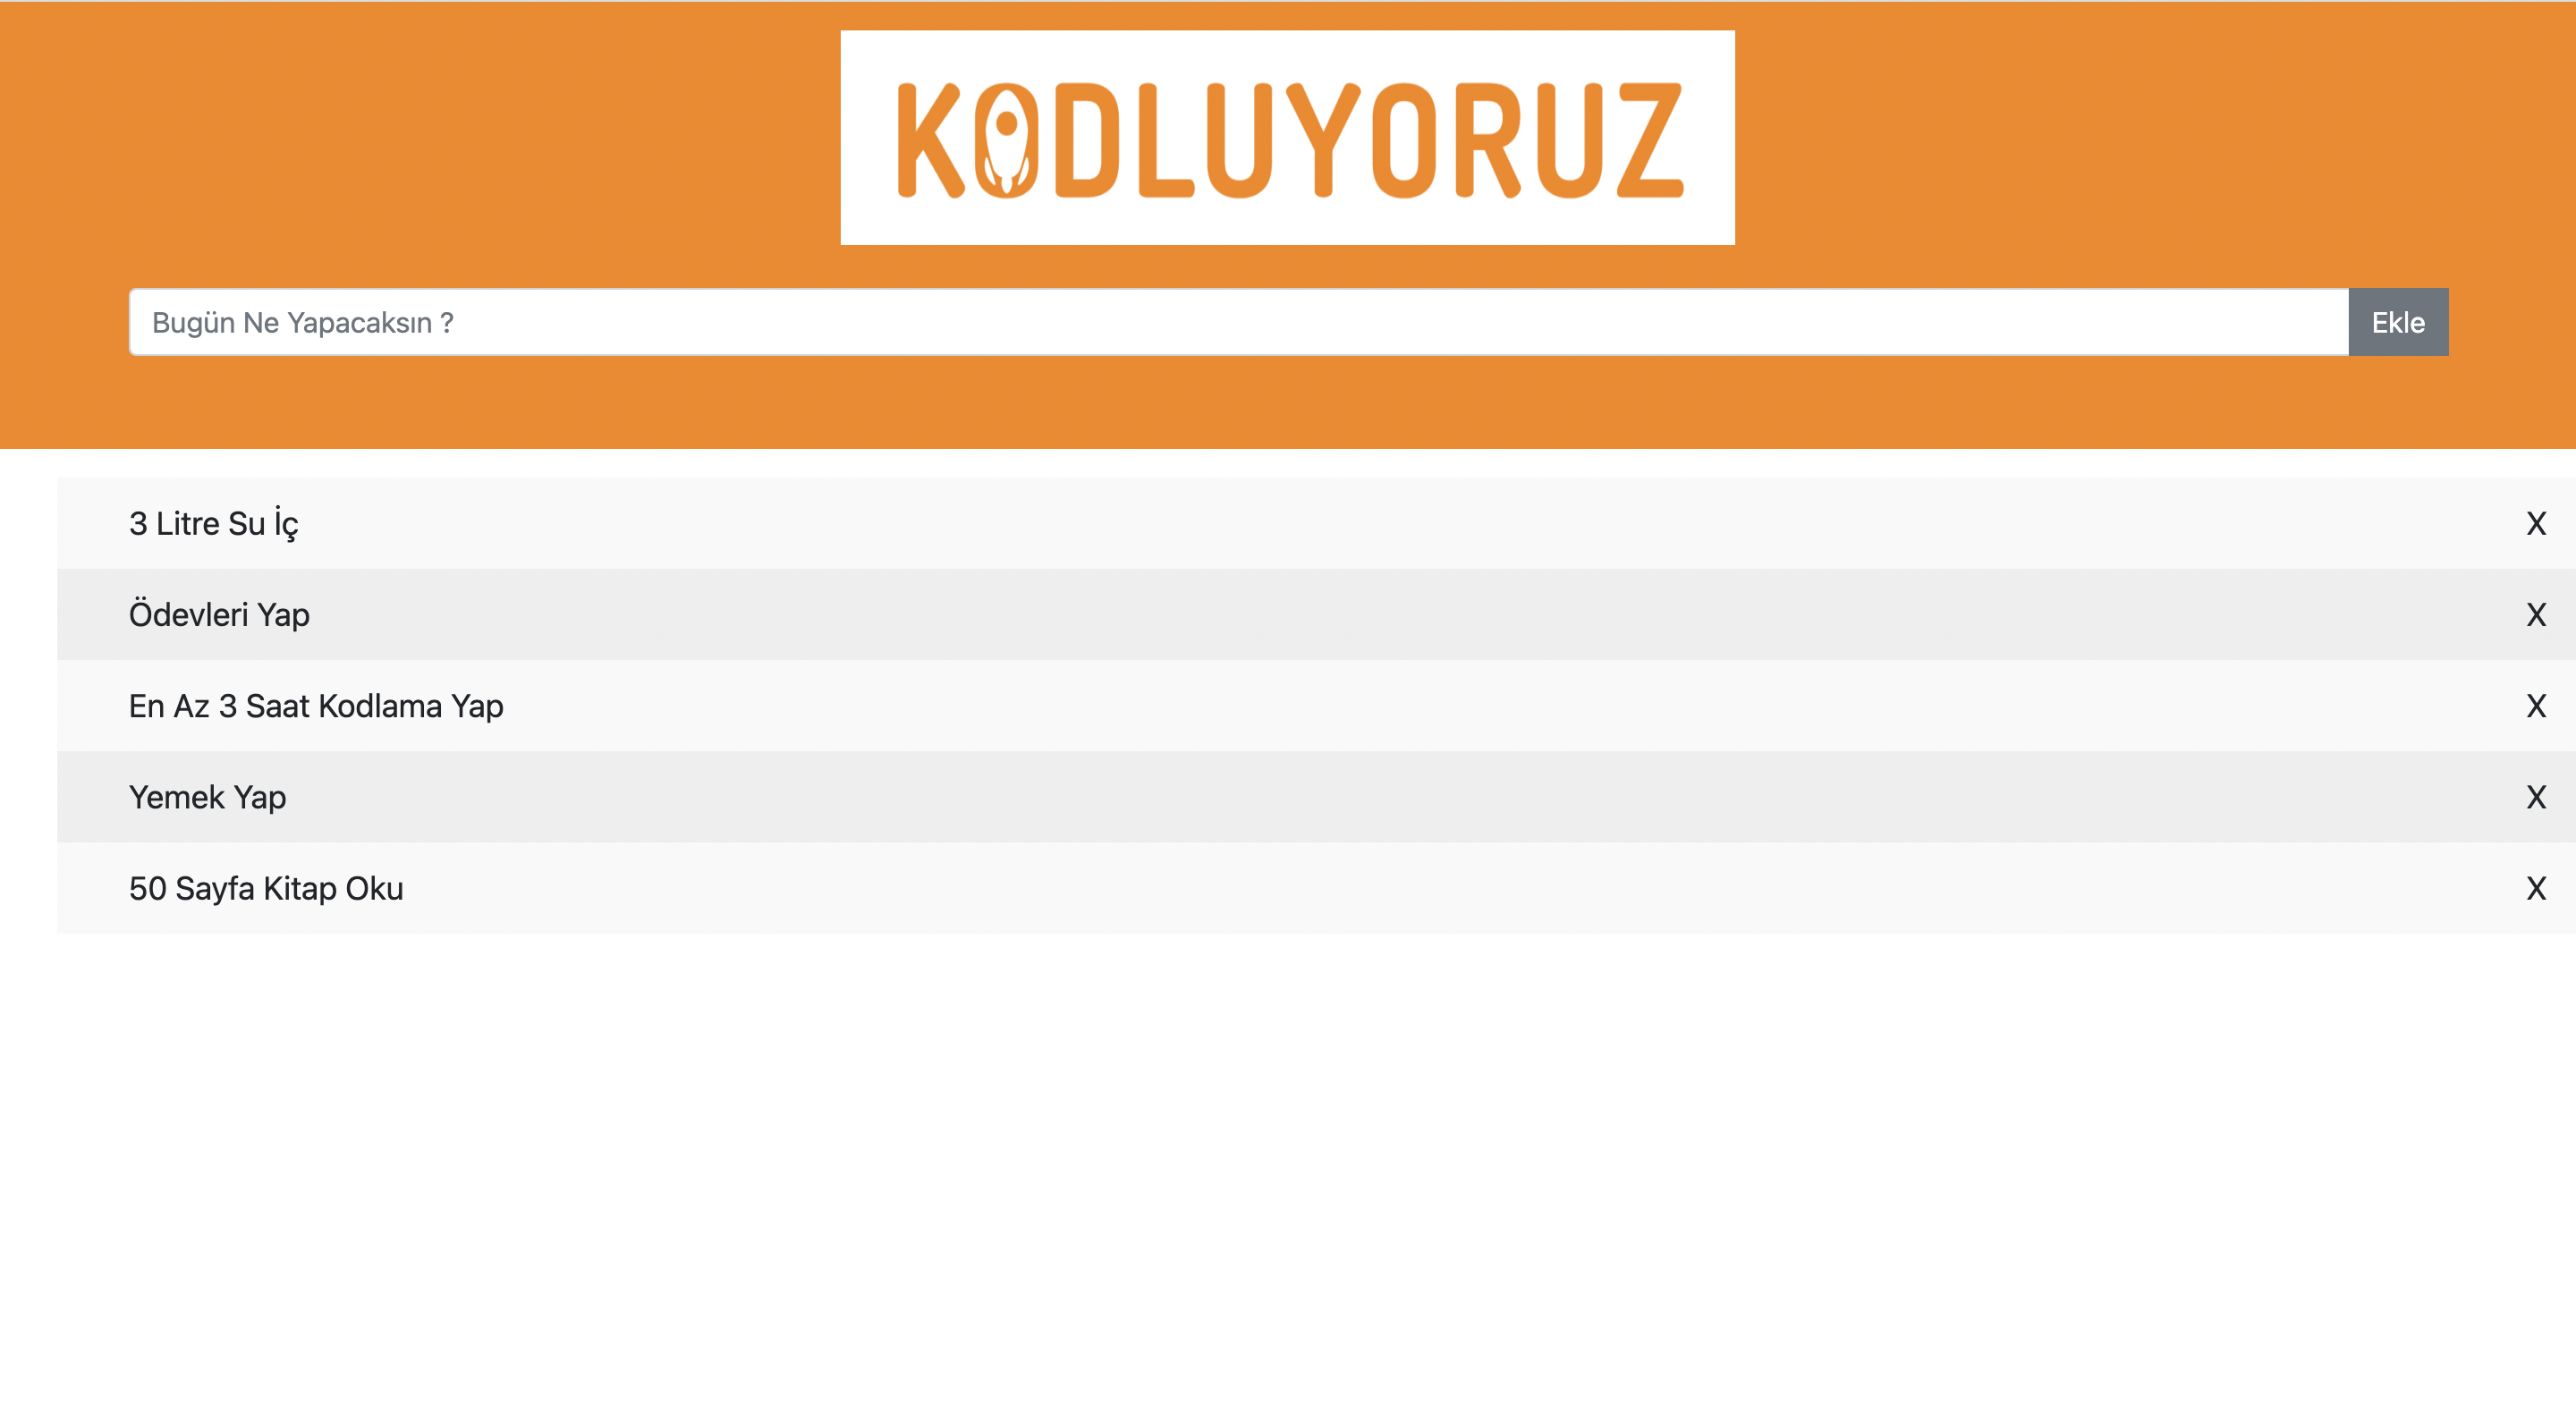 KODLUYORUZ
Bugün Ne Yapacaksın ?
Ekle
3 Litre Su İç
X
Ödevleri Yap
X
En Az 3 Saat Kodlama Yap
X
Yemek Yap
X
50 Sayfa Kitap Oku
X